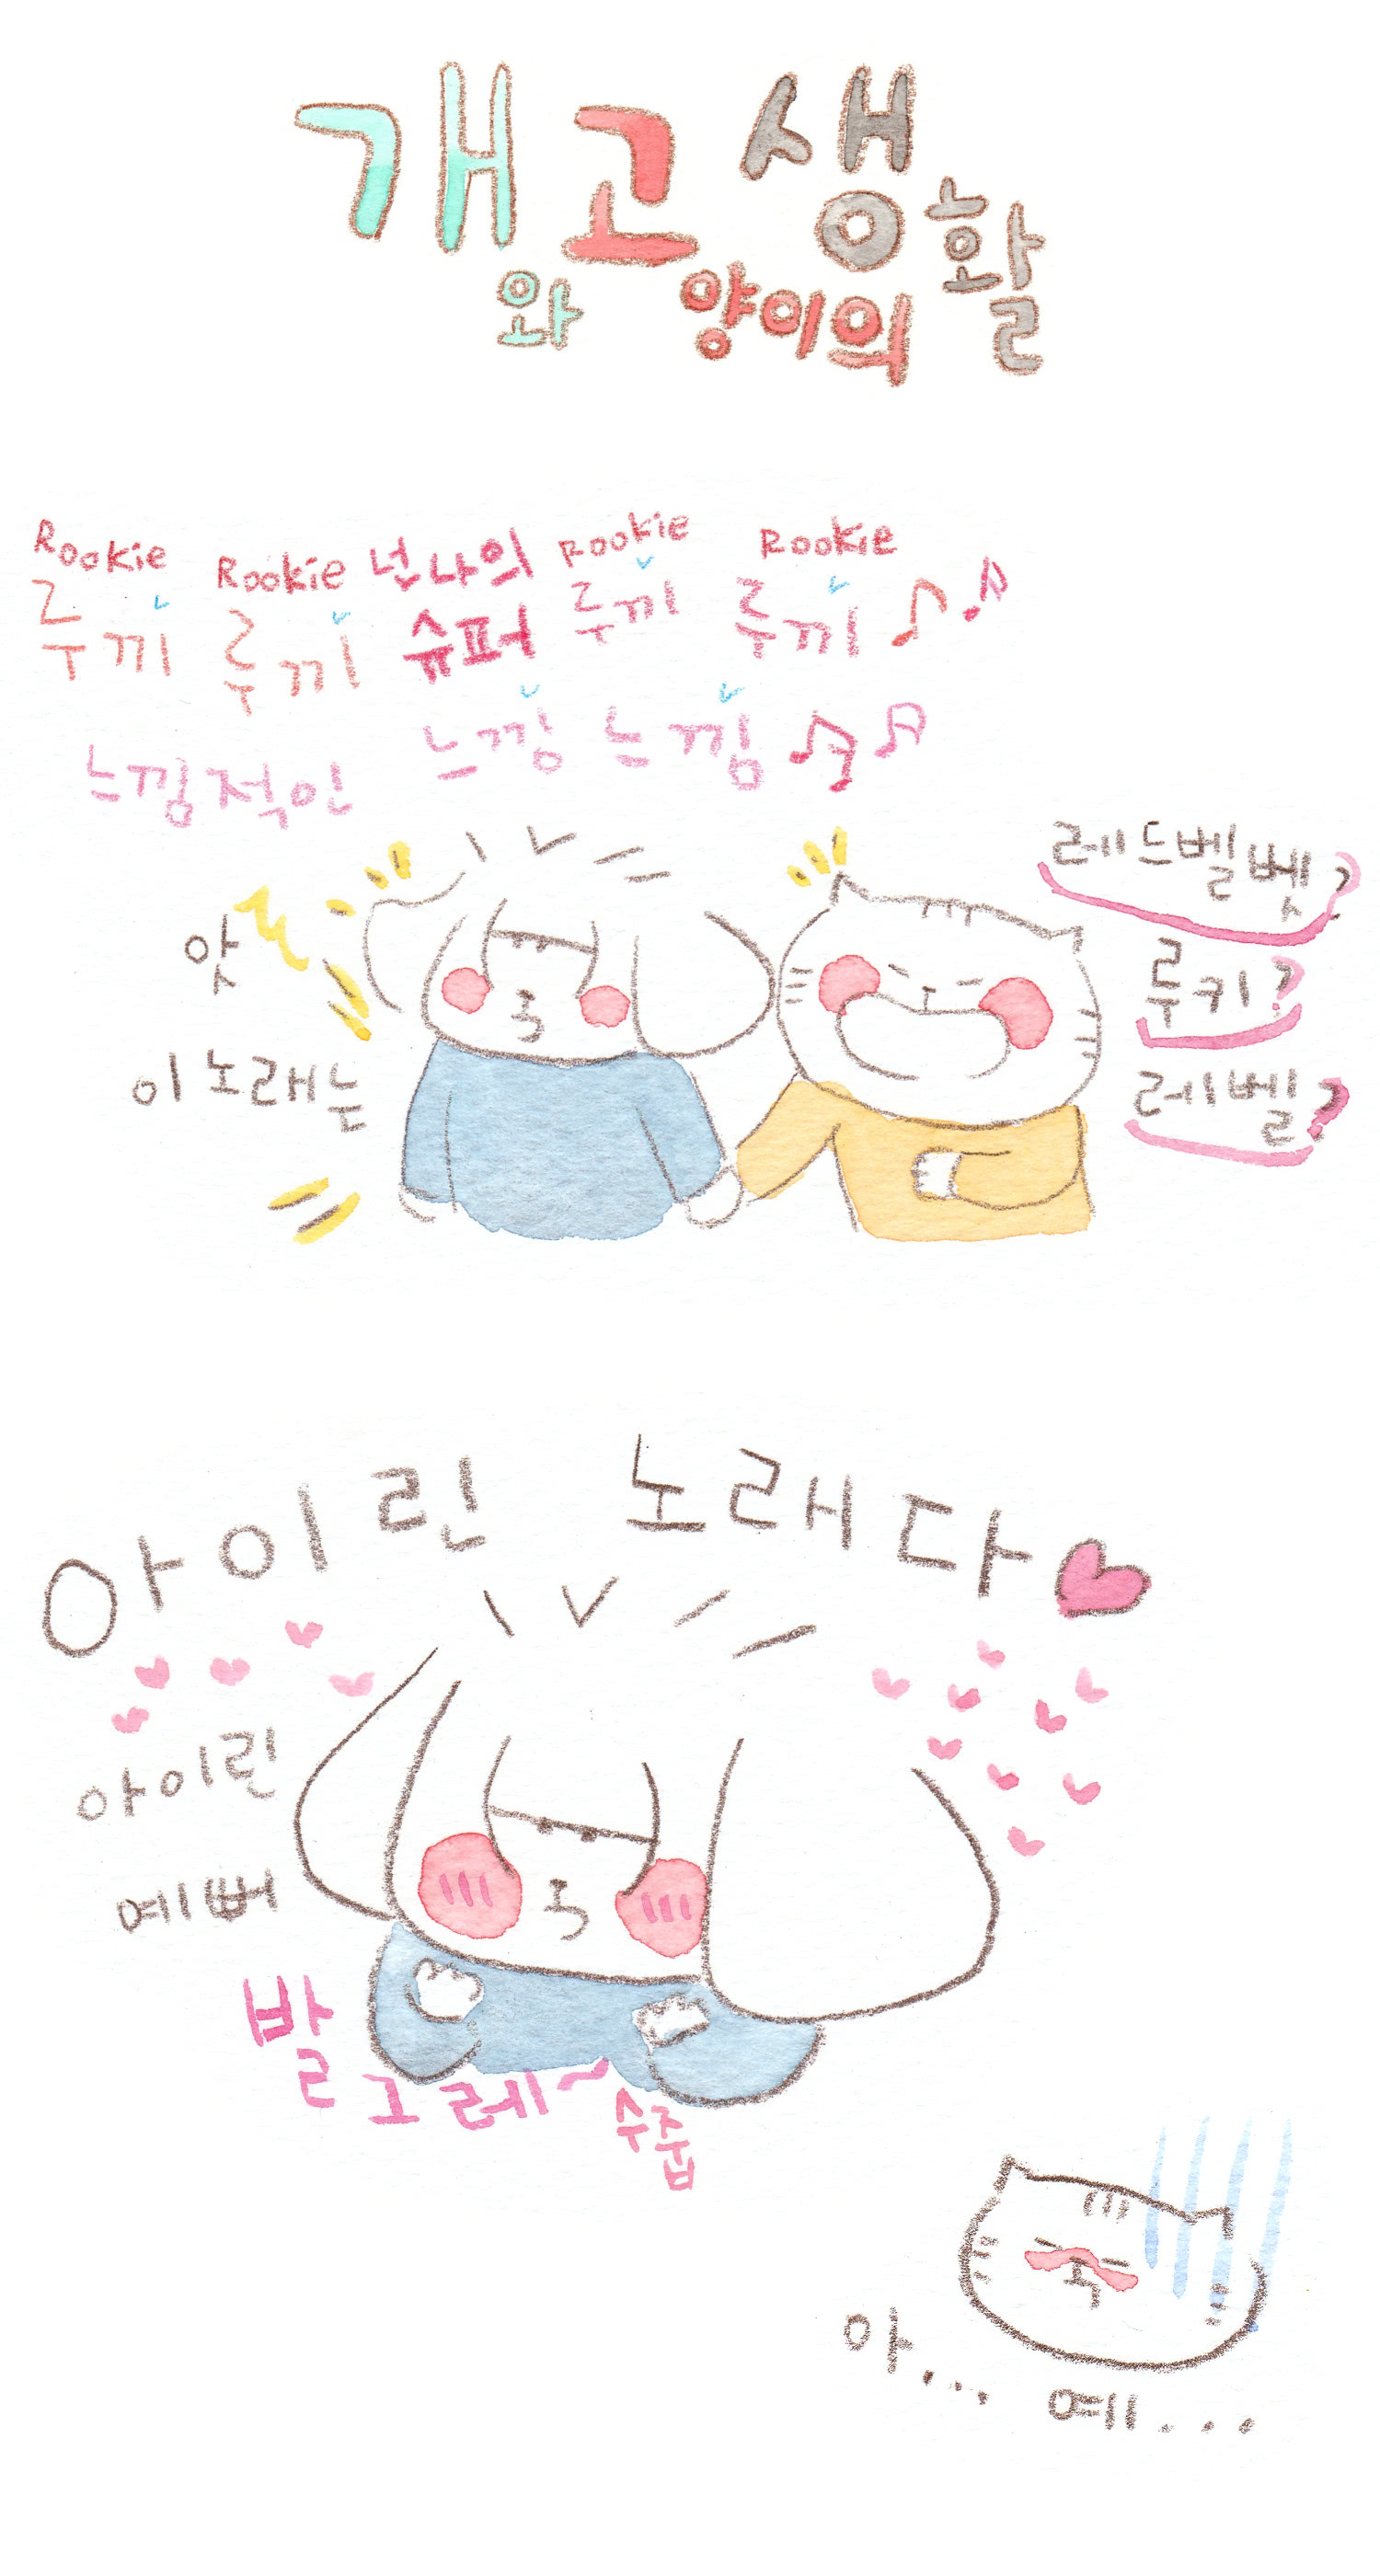 개와 고양이의 생활
Rookie Rookie 넌 나의 Rookie Rookie
루끼 루끼 슈퍼 루끼 루끼
느낌적인 느낌 느낌
앗
이 노래는
레드벨벳?
루키?
레벨?
아이린 노래다
아이린
예뻐
발그레~
수줍
아...
예...